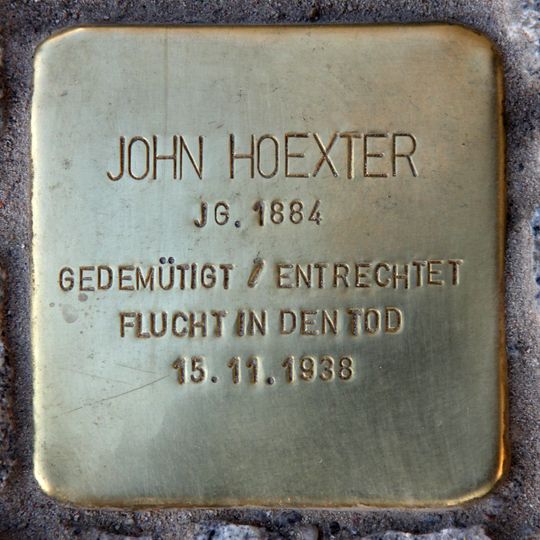 JOHN HOEXTER
JG. 1884
GEDEMÜTIGT / ENTRECHTET
FLUCHT IN DEN TOD
15.11.1938